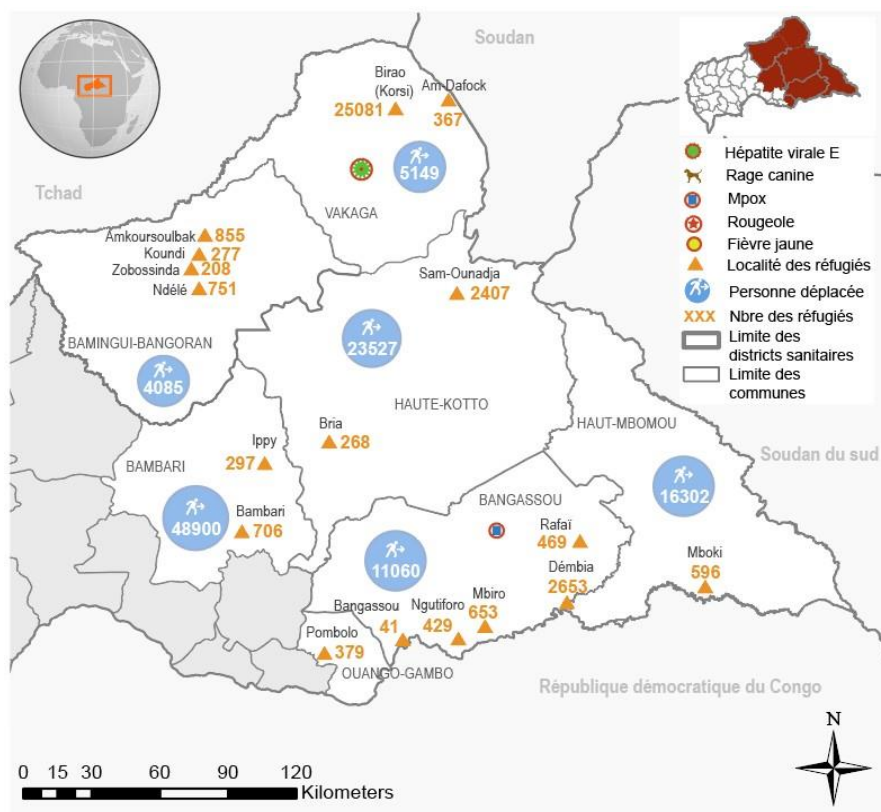 Soudan
Birao
(Korsi)
Am-Dafock
25081
367
5149
Tchad
VAKAGA
Amkoursoulbak 855
Koundi 277
Zobossinda 208
Ndélé 751
Sam-Ounadja
2407
BAMINGUI-BANGORAN
4085
23527
HAUTE-KOTTO
Bria 268
HAUT-MBOMOU
Soudan du sud
16302
Ippy
297
BAMBARI
48900
Bambari
706
BANGASSOU
Rafaï
469
11060
Démbia
2653
Mboki
596
Bangassou
41
Ngutiforo
429
Mbiro
653
Pombolo
379
OUANGO-GAMBO
République démocratique du Congo
Hépatite virale E
Rage canine
Mpox
Rougeole
Fièvre jaune
Localité des réfugiés
Personne déplacée
XXX Nbre des réfugiés
Limite des
districts sanitaires
Limite des
communes
N
0 15 30 60 90 120
Kilometers